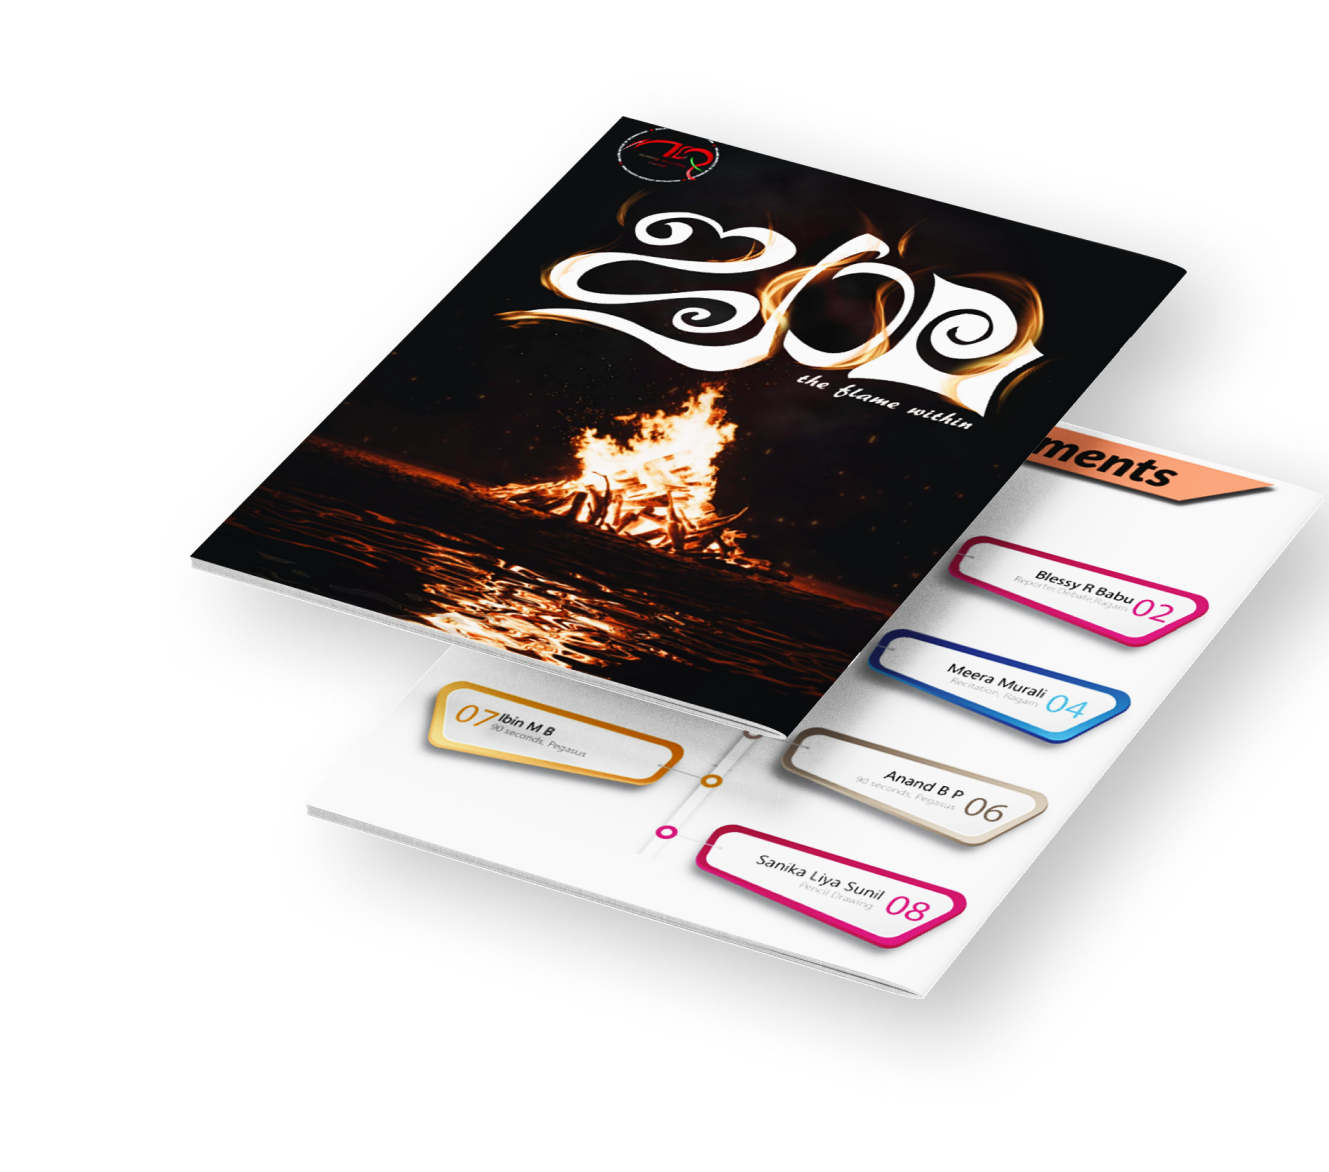 ജ്വാല
the flame within
ments
Blessy R Babu
Reporter,Debate,Ragam
02
Meera Murali
Recitation, Ragam
04
07
Ibin M B
90 seconds, Pegasus
Anand B P
90 seconds, Pegasus
06
Sanika Liya Sunil
Pencil Drawing
08